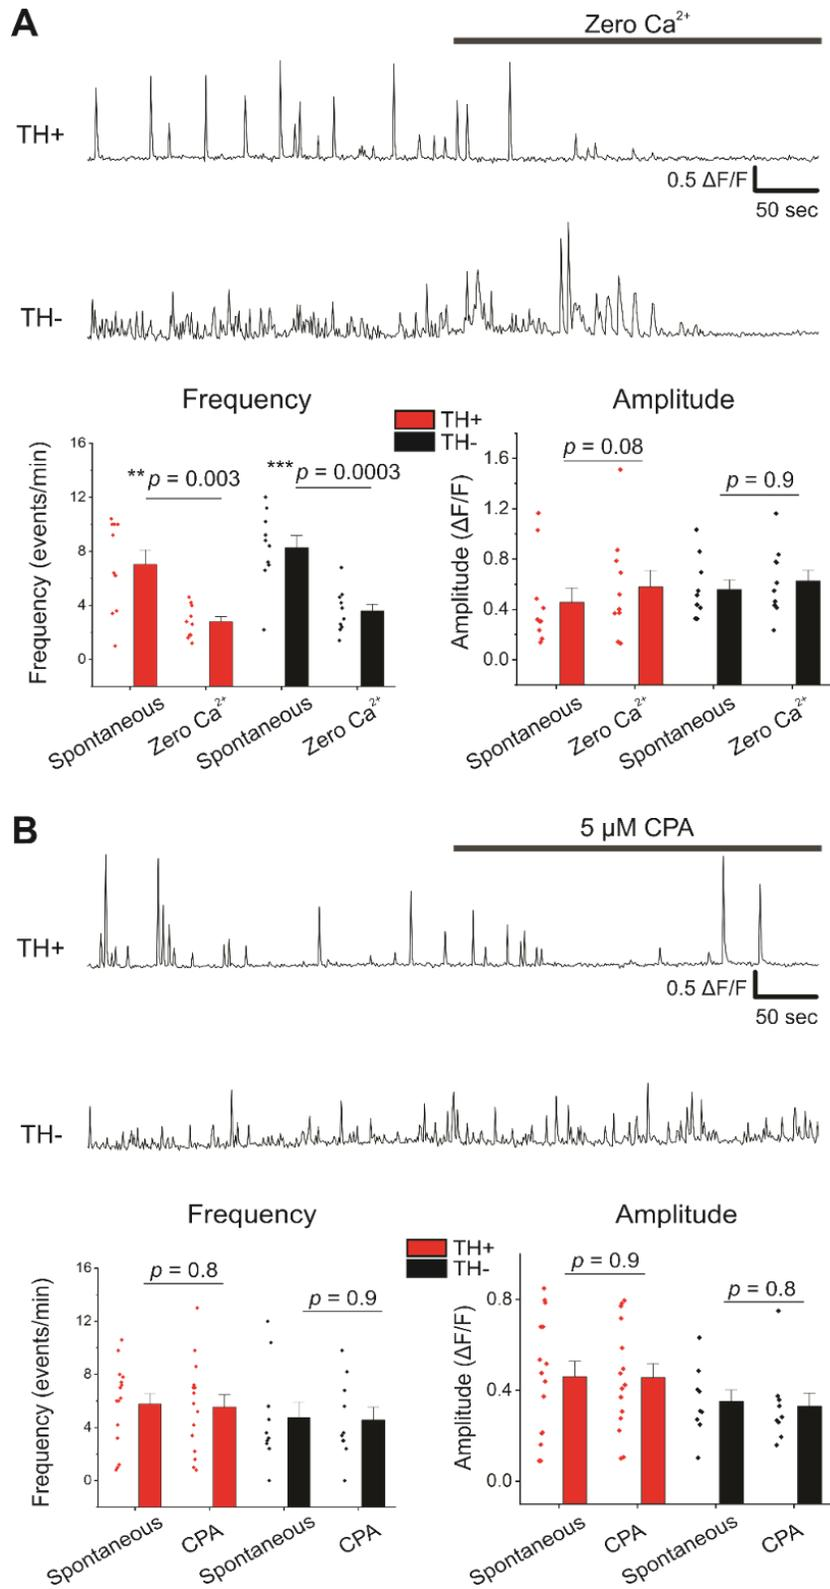 A
Zero Ca²⁺
TH+
0.5 ΔF/F
50 sec
TH-
Frequency
Amplitude
TH+
TH-
Frequency (events/min)
16
12
8
4
0
** p = 0.003
*** p = 0.0003
Spontaneous
Zero Ca²⁺
Spontaneous
Zero Ca²⁺
Amplitude (ΔF/F)
1.6
1.2
0.8
0.4
0.0
p = 0.08
p = 0.9
Spontaneous
Zero Ca²⁺
Spontaneous
Zero Ca²⁺
B
5 µM CPA
TH+
0.5 ΔF/F
50 sec
TH-
Frequency
Amplitude
TH+
TH-
Frequency (events/min)
16
12
8
4
0
p = 0.8
p = 0.9
Spontaneous
CPA
Spontaneous
CPA
Amplitude (ΔF/F)
0.8
0.4
0.0
p = 0.9
p = 0.8
Spontaneous
CPA
Spontaneous
CPA